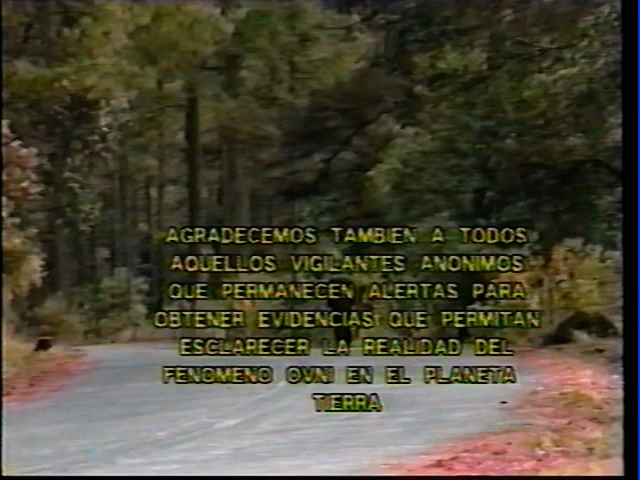 AGRADECEMOS TAMBIEN A TODOS
AQUELLOS VIGILANTES ANONIMOS
QUE PERMANECEN ALERTAS PARA
OBTENER EVIDENCIAS QUE PERMITAN
ESCLARECER LA REALIDAD DEL
FENOMENO OVNI EN EL PLANETA
TIERRA